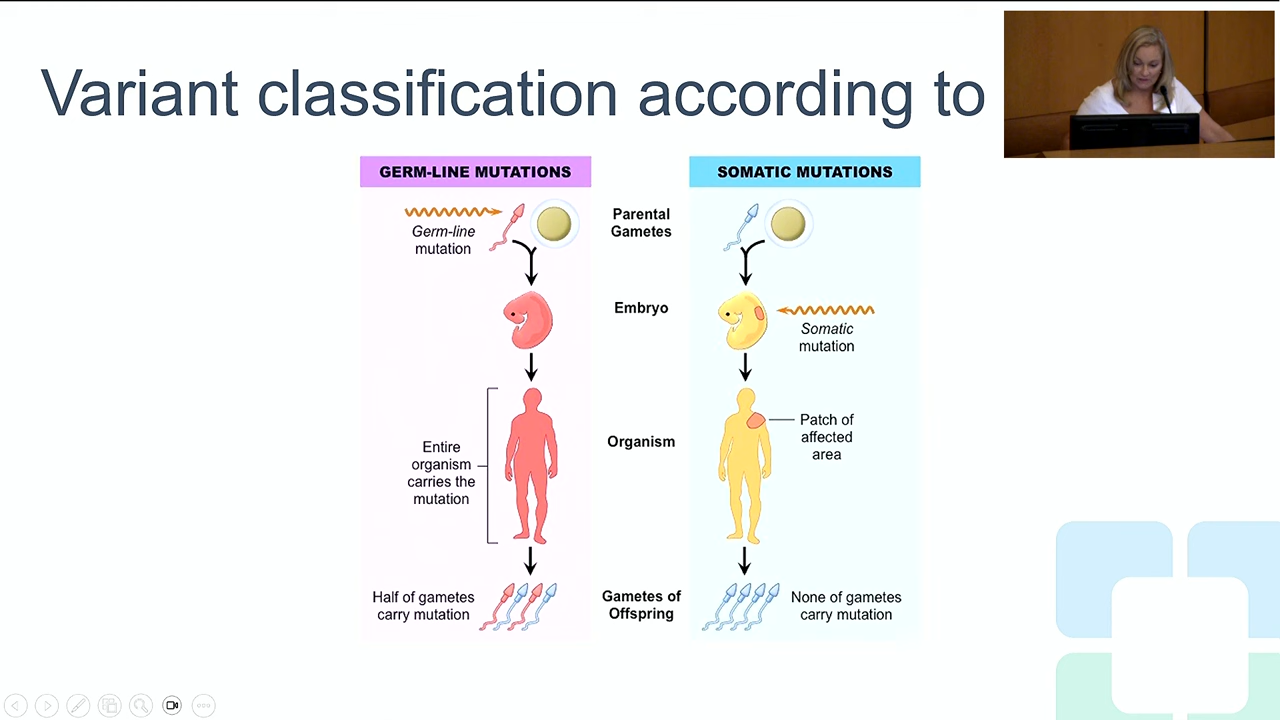 Variant classification according to
GERM-LINE MUTATIONS
SOMATIC MUTATIONS
Germ-line
mutation
Parental
Gametes
Embryo
Somatic
mutation
Entire
organism
carries the
mutation
Organism
Patch of
affected
area
Half of gametes
carry mutation
Gametes of
Offspring
None of gametes
carry mutation